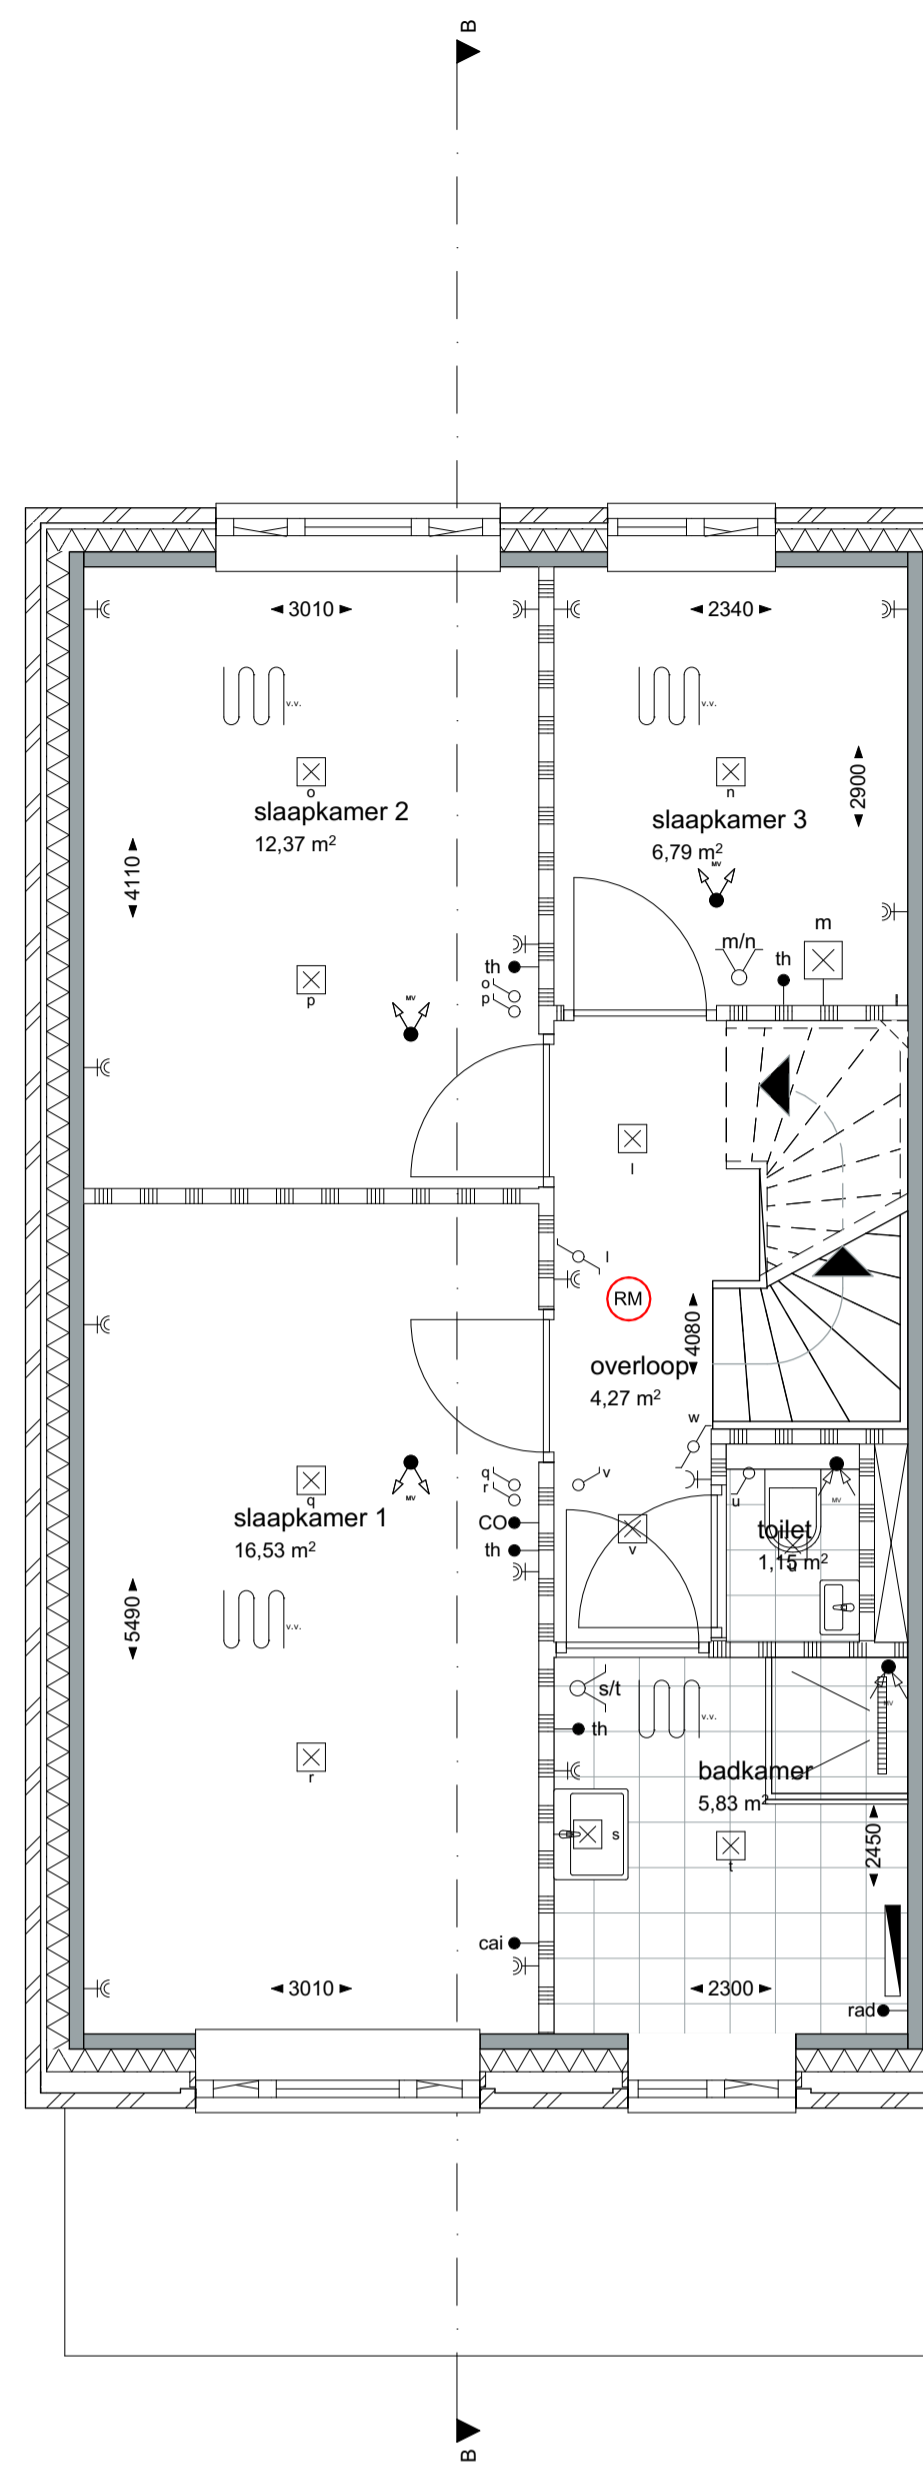 B
3010
2340
v.v.
v.v.
2900
o
n
slaapkamer 2
12,37 m²
slaapkamer 3
6,79 m²
MV
4110
m
m/n
th
th
o
p
p
MV
l
l
RM
4080
overloop
4,27 m²
w
q
r
v
u
MV
q
MV
slaapkamer 1
16,53 m²
CO
th
v
toilet
1,15 m²
u
5490
v.v.
s/t
th
v.v.
MV
r
badkamer
5,83 m²
s
t
2450
cai
3010
2300
rad
B